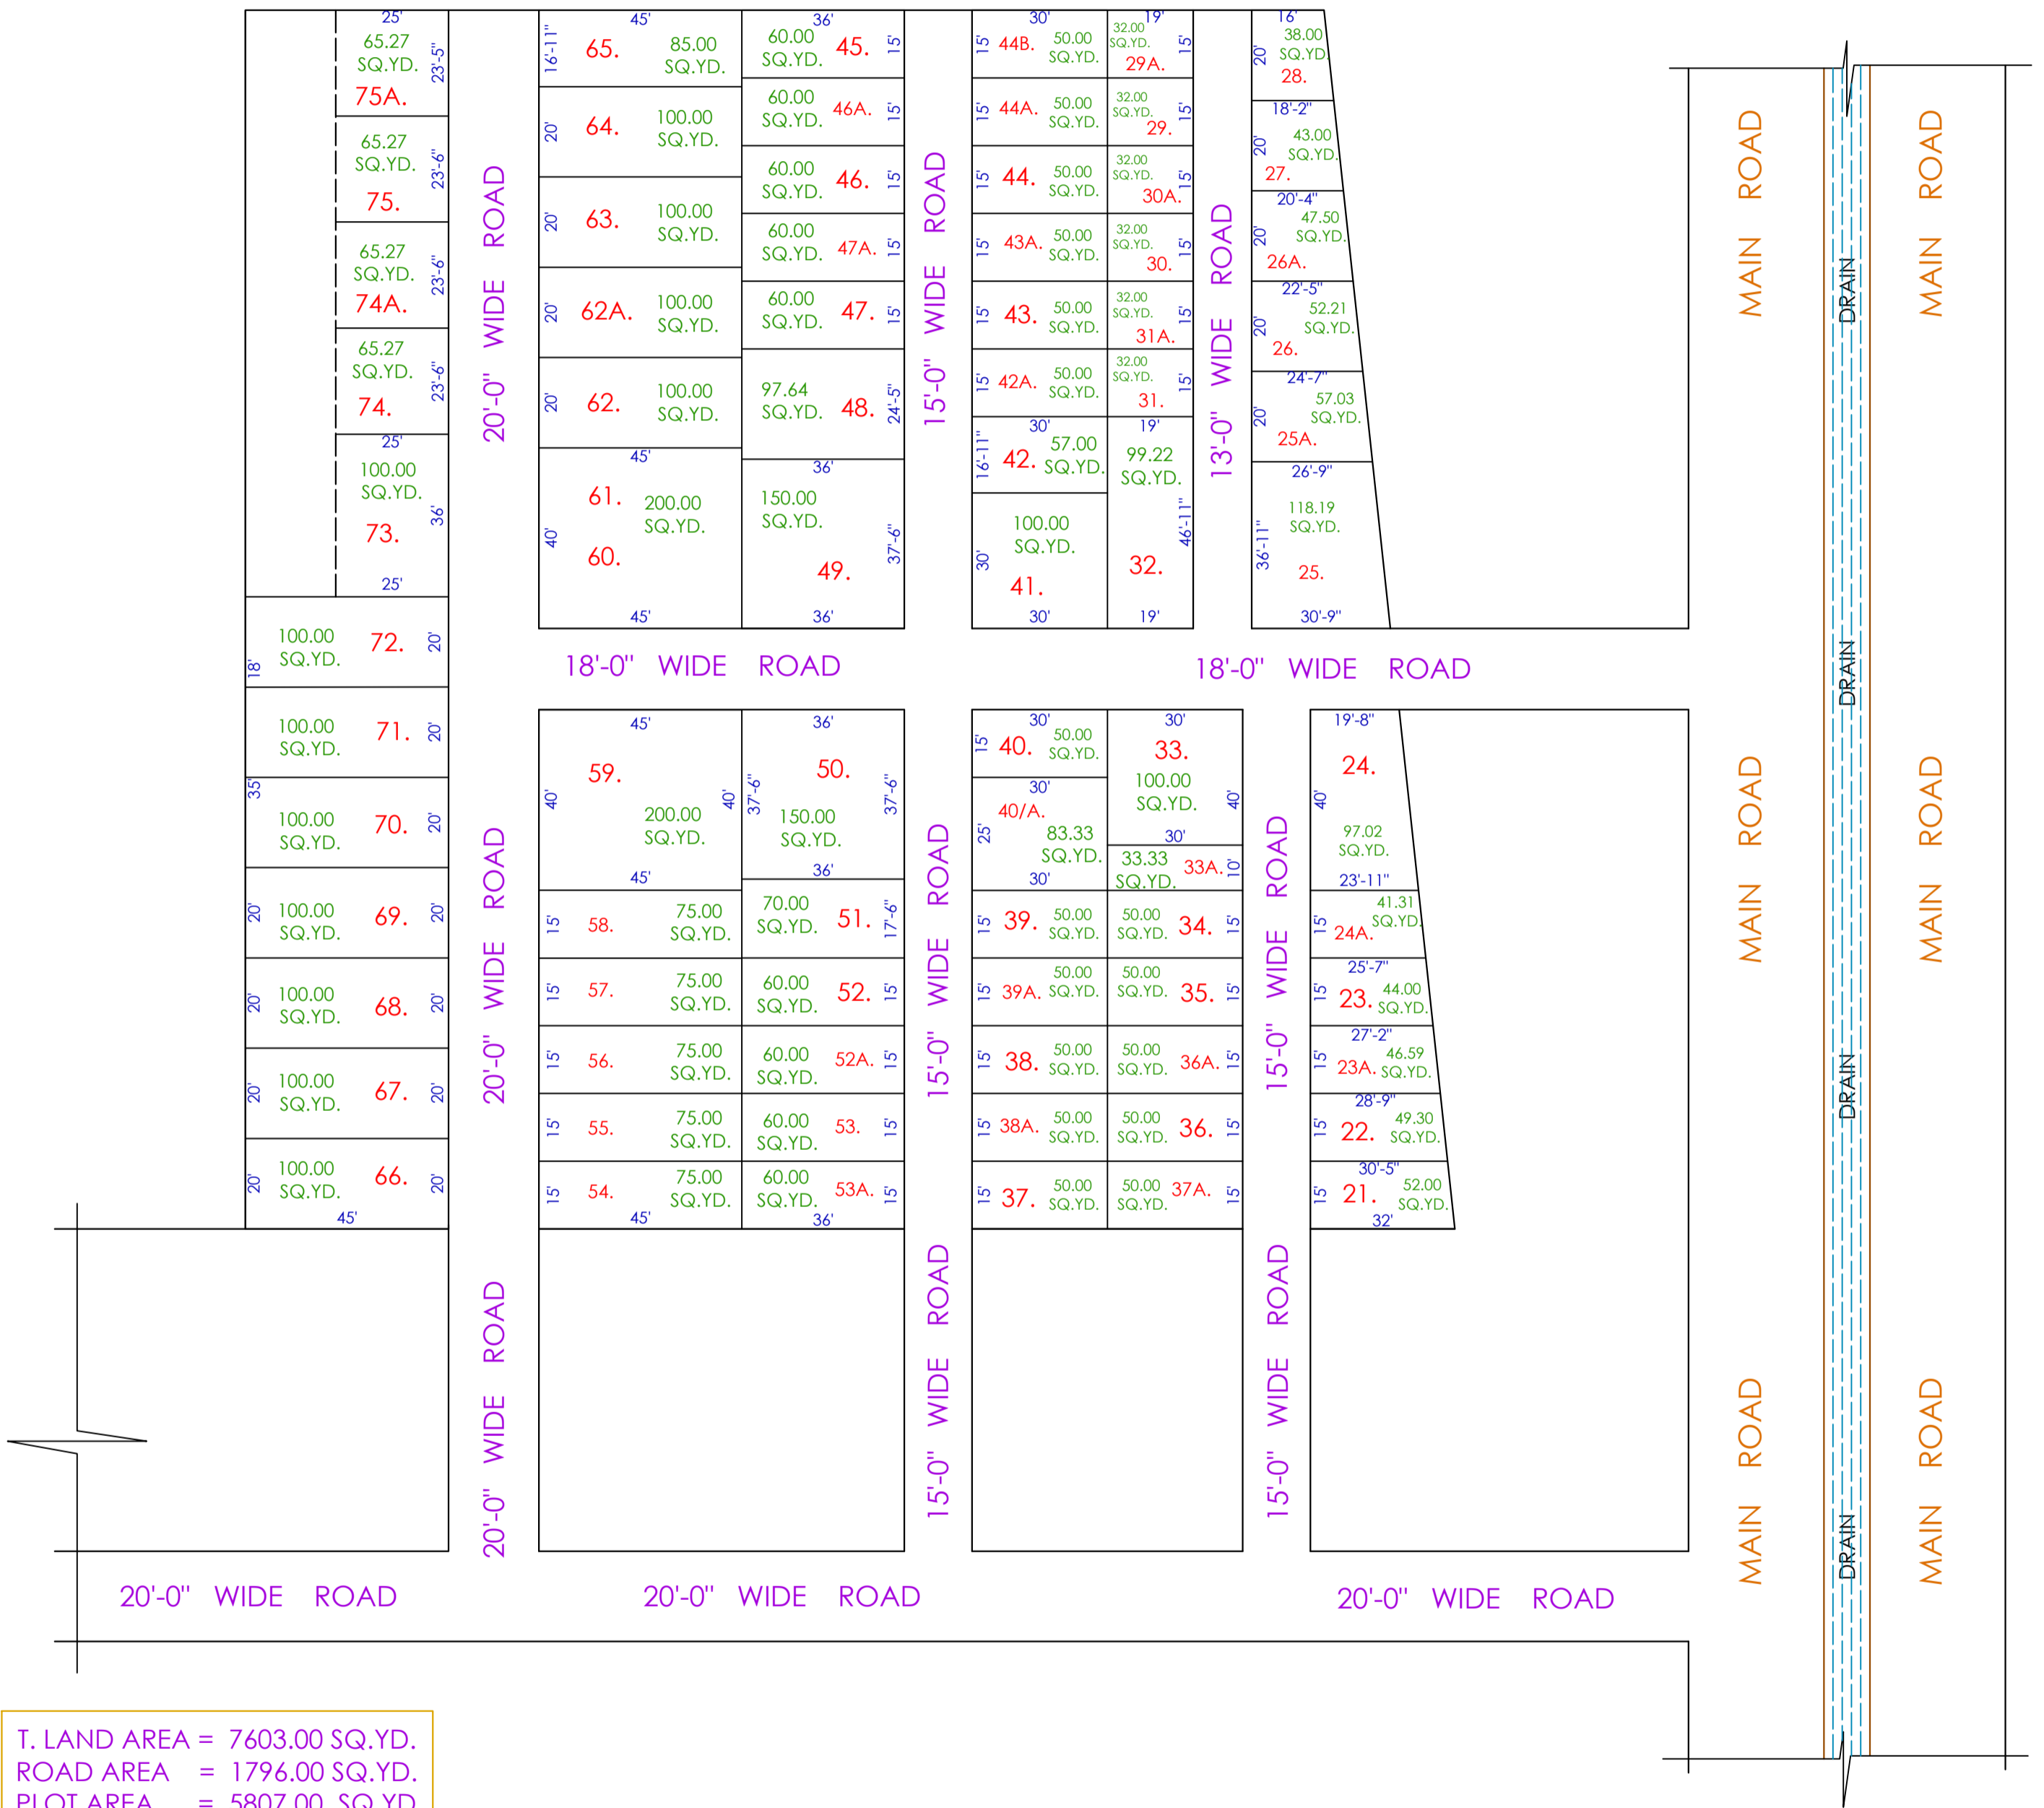 25'
65.27
SQ.YD.
23'-5"
75A.
65.27
SQ.YD.
23'-6"
75.
65.27
SQ.YD.
23'-6"
74A.
65.27
SQ.YD.
23'-6"
74.
25'
100.00
SQ.YD.
36'
73.
25'
100.00
SQ.YD.
72.
20'
18'
100.00
SQ.YD.
71.
20'
35'
100.00
SQ.YD.
70.
20'
20'
100.00
SQ.YD.
69.
20'
20'
100.00
SQ.YD.
68.
20'
20'
100.00
SQ.YD.
67.
20'
20'
100.00
SQ.YD.
66.
20'
45'
20'-0" WIDE ROAD
20'-0" WIDE ROAD
20'-0" WIDE ROAD
45'
16'-11"
65.
85.00
SQ.YD.
20'
64.
100.00
SQ.YD.
20'
63.
100.00
SQ.YD.
20'
62A.
100.00
SQ.YD.
20'
62.
100.00
SQ.YD.
45'
61.
200.00
SQ.YD.
40'
60.
45'
36'
60.00
SQ.YD.
45.
15'
60.00
SQ.YD.
46A.
15'
60.00
SQ.YD.
46.
15'
60.00
SQ.YD.
47A.
15'
60.00
SQ.YD.
47.
15'
97.64
SQ.YD.
48.
24'-5"
36'
150.00
SQ.YD.
37'-6"
49.
36'
15'-0" WIDE ROAD
30'
15'
44B.
50.00
SQ.YD.
15'
44A.
50.00
SQ.YD.
15'
44.
50.00
SQ.YD.
15'
43A.
50.00
SQ.YD.
15'
43.
50.00
SQ.YD.
15'
42A.
50.00
SQ.YD.
30'
16'-11"
42.
57.00
SQ.YD.
100.00
SQ.YD.
30'
41.
30'
19'
32.00
SQ.YD.
29A.
15'
32.00
SQ.YD.
29.
15'
32.00
SQ.YD.
30A.
15'
32.00
SQ.YD.
30.
15'
32.00
SQ.YD.
31A.
15'
32.00
SQ.YD.
31.
15'
19'
99.22
SQ.YD.
46'-11"
32.
19'
13'-0" WIDE ROAD
16'
38.00
SQ.YD.
20'
28.
18'-2"
43.00
SQ.YD.
20'
27.
20'-4"
47.50
SQ.YD.
20'
26A.
22'-5"
52.21
SQ.YD.
20'
26.
24'-7"
57.03
SQ.YD.
20'
25A.
26'-9"
118.19
SQ.YD.
36'-11"
25.
30'-9"
18'-0" WIDE ROAD
18'-0" WIDE ROAD
45'
59.
40'
40'
200.00
SQ.YD.
45'
15'
58.
75.00
SQ.YD.
15'
57.
75.00
SQ.YD.
15'
56.
75.00
SQ.YD.
15'
55.
75.00
SQ.YD.
15'
54.
75.00
SQ.YD.
45'
36'
50.
37'-6"
37'-6"
150.00
SQ.YD.
36'
70.00
SQ.YD.
51.
17'-6"
60.00
SQ.YD.
52.
15'
60.00
SQ.YD.
52A.
15'
60.00
SQ.YD.
53.
15'
60.00
SQ.YD.
53A.
15'
36'
15'-0" WIDE ROAD
15'-0" WIDE ROAD
30'
15'
40.
50.00
SQ.YD.
30'
40/A.
25'
83.33
SQ.YD.
30'
15'
39.
50.00
SQ.YD.
15'
39A.
50.00
SQ.YD.
15'
38.
50.00
SQ.YD.
15'
38A.
50.00
SQ.YD.
15'
37.
50.00
SQ.YD.
30'
33.
100.00
SQ.YD.
40'
30'
33.33
SQ.YD.
33A.
10'
50.00
SQ.YD.
34.
15'
50.00
SQ.YD.
35.
15'
50.00
SQ.YD.
36A.
15'
50.00
SQ.YD.
36.
15'
50.00
SQ.YD.
37A.
15'
15'-0" WIDE ROAD
15'-0" WIDE ROAD
19'-8"
24.
40'
97.02
SQ.YD.
23'-11"
41.31
SQ.YD.
15'
24A.
25'-7"
15'
23.
44.00
SQ.YD.
27'-2"
15'
23A.
46.59
SQ.YD.
28'-9"
15'
22.
49.30
SQ.YD.
30'-5"
15'
21.
52.00
SQ.YD.
32'
MAIN ROAD
MAIN ROAD
MAIN ROAD
DRAIN
DRAIN
DRAIN
DRAIN
MAIN ROAD
MAIN ROAD
MAIN ROAD
20'-0" WIDE ROAD
20'-0" WIDE ROAD
20'-0" WIDE ROAD
T. LAND AREA = 7603.00 SQ.YD.
ROAD AREA = 1796.00 SQ.YD.
PLOT AREA = 5807.00 SQ.YD